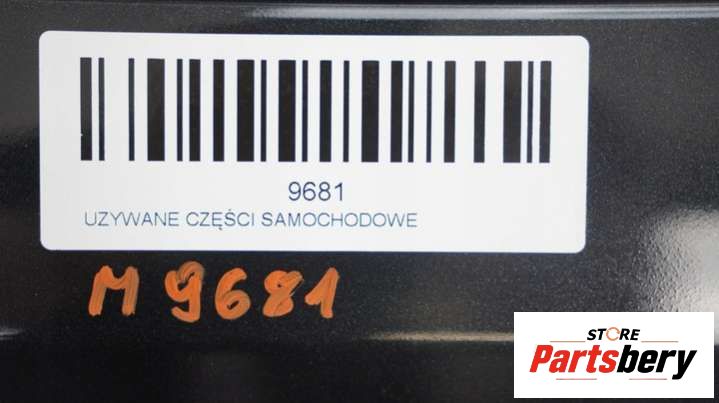 9681
UZYWANE CZĘŚCI SAMOCHODOWE
M 9681
STORE
Partsbery